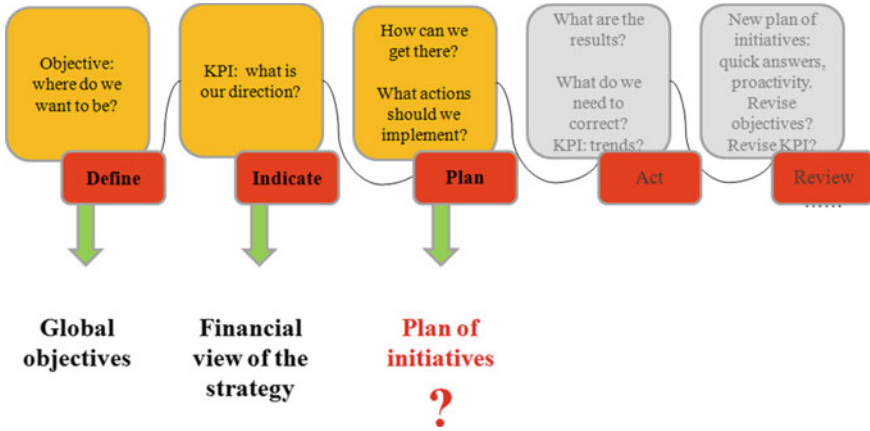 Objective:
where do we
want to be?
Define
Global
objectives
KPI: what is
our direction?
Indicate
Financial
view of the
strategy
How can we
get there?
What actions
should we
implement?
Plan
Plan of
initiatives
?
What are the
results?
What do we
need to
correct?
KPI: trends?
Act
New plan of
initiatives:
quick answers,
proactivity.
Revise
objectives?
Revise KPI?
Review
......